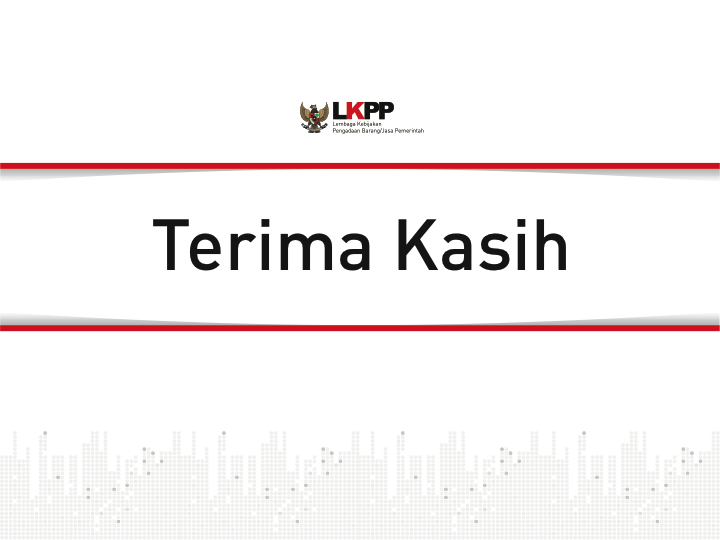 LKPP
Lembaga Kebijakan
Pengadaan Barang/Jasa Pemerintah
Terima Kasih